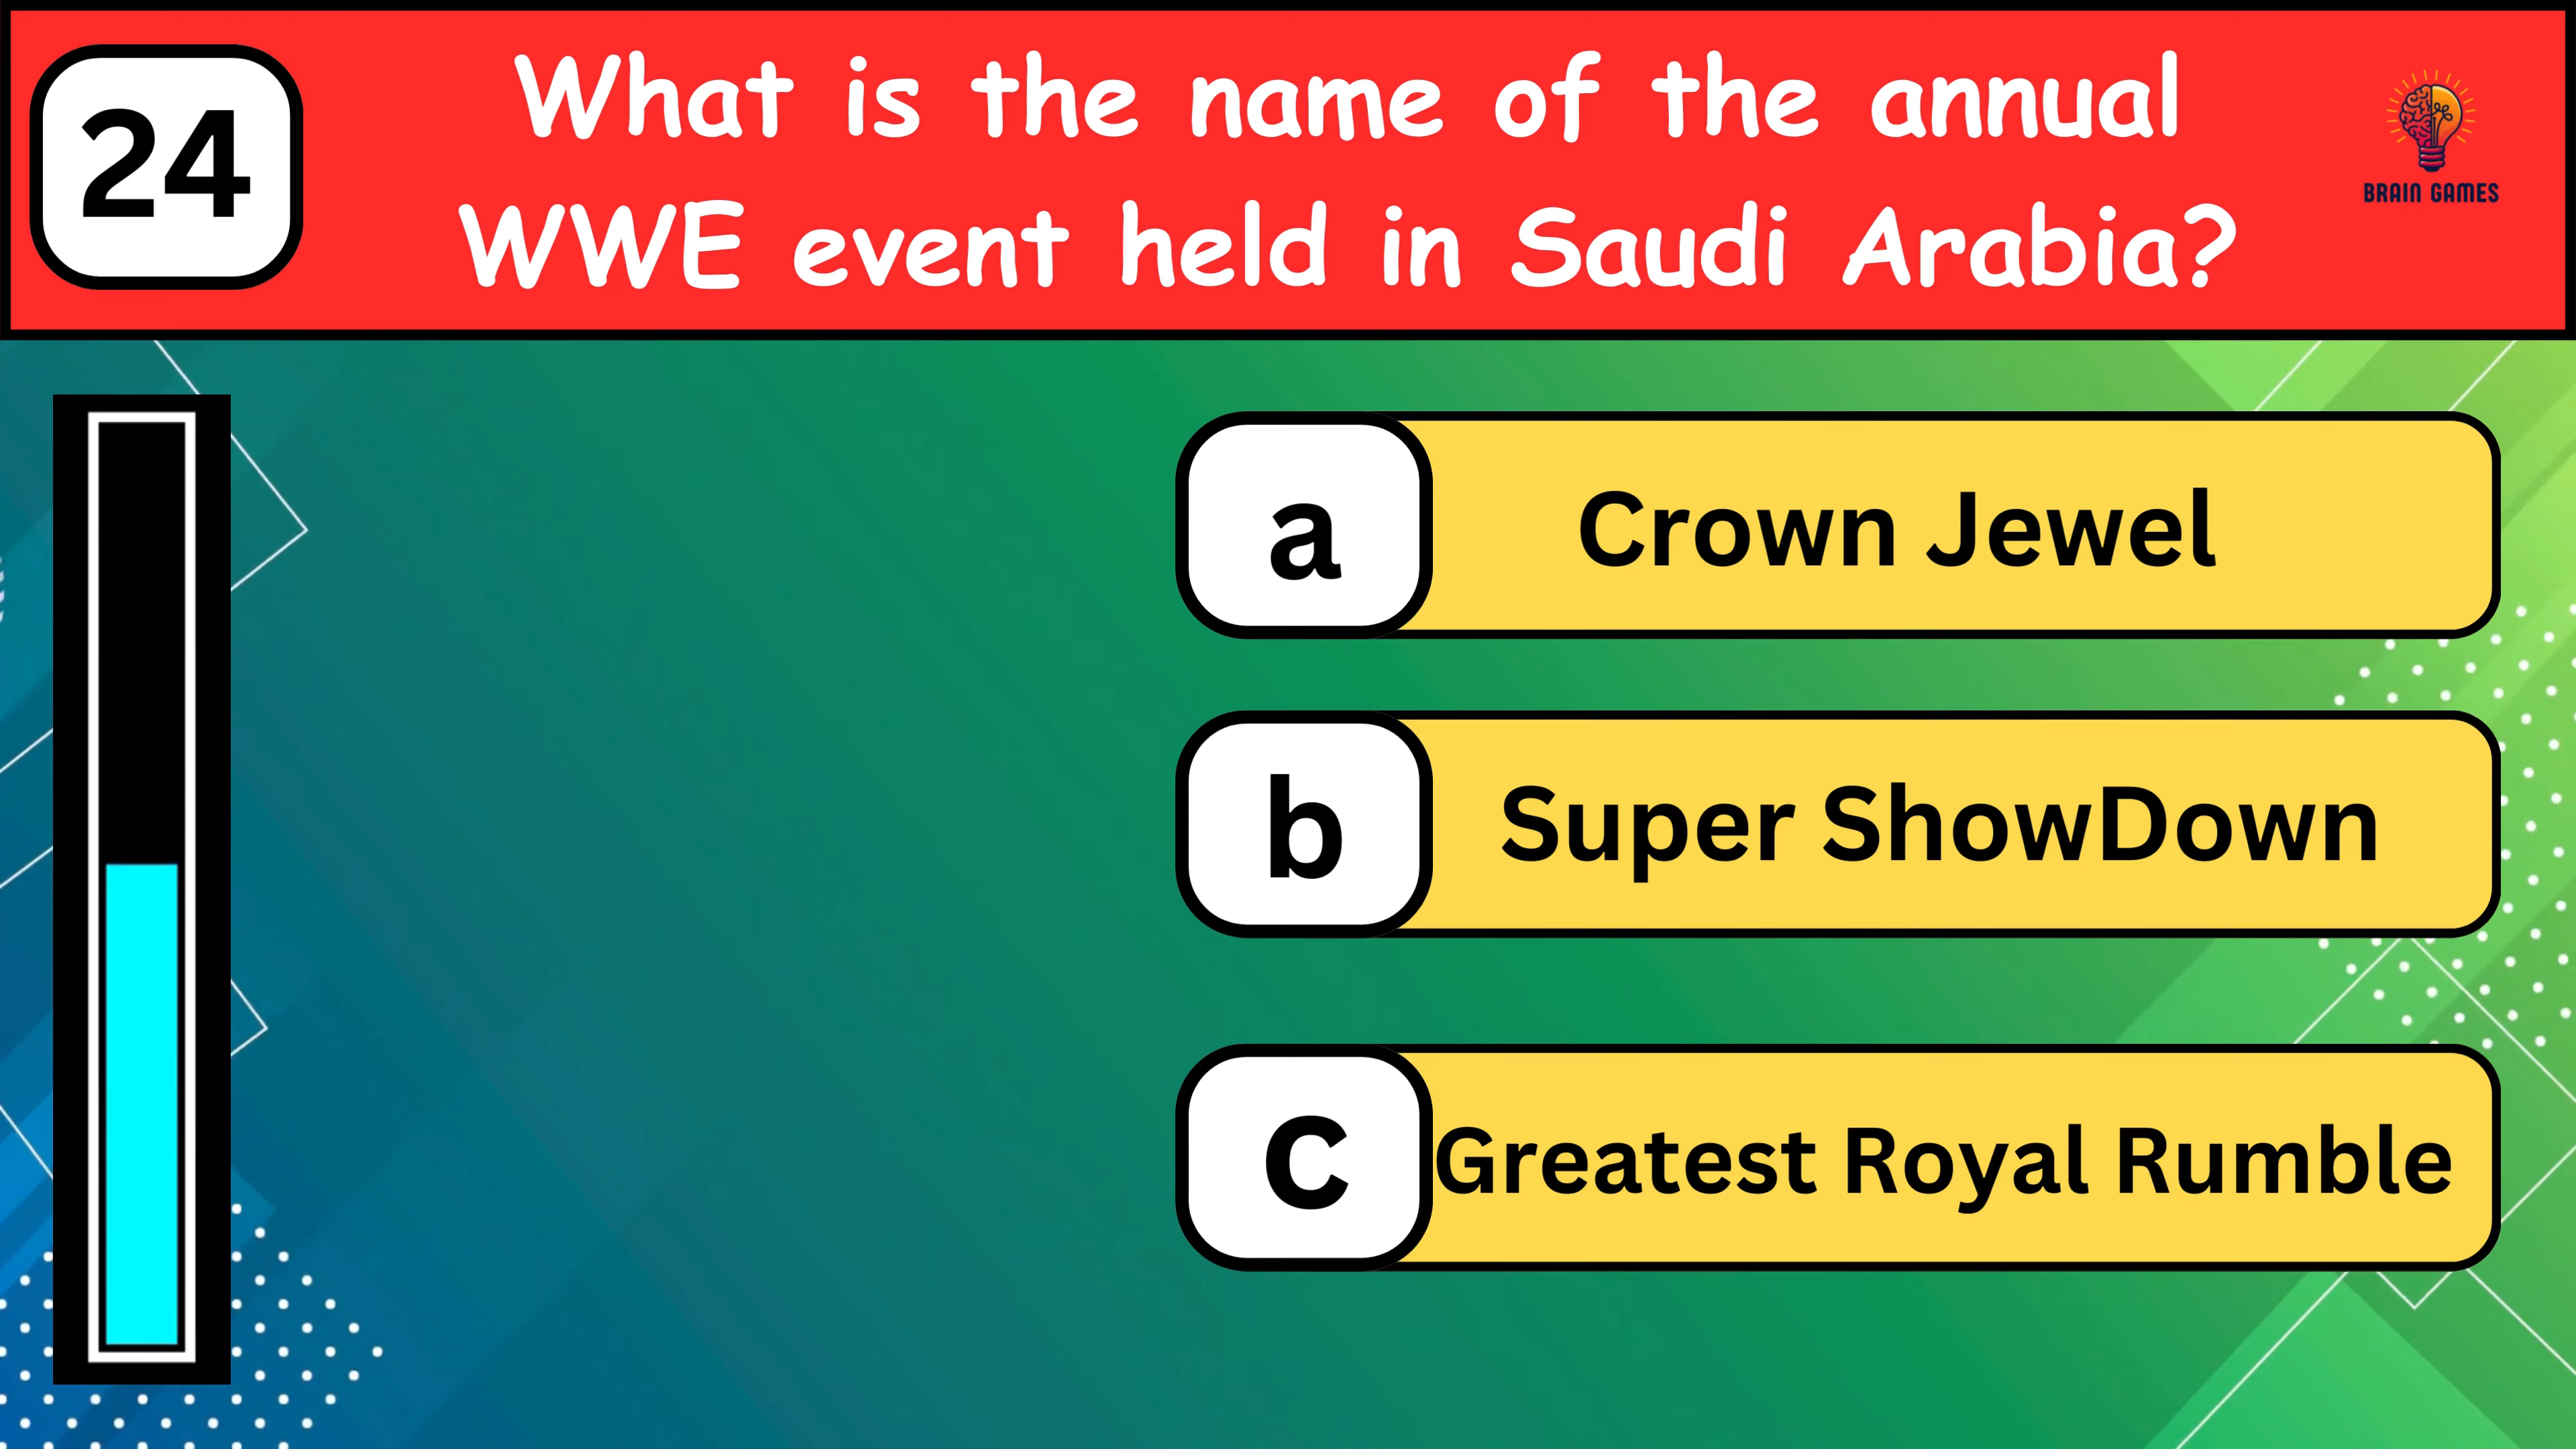 24
What is the name of the annual
WWE event held in Saudi Arabia?
BRAIN GAMES
a
Crown Jewel
b
Super ShowDown
c
Greatest Royal Rumble